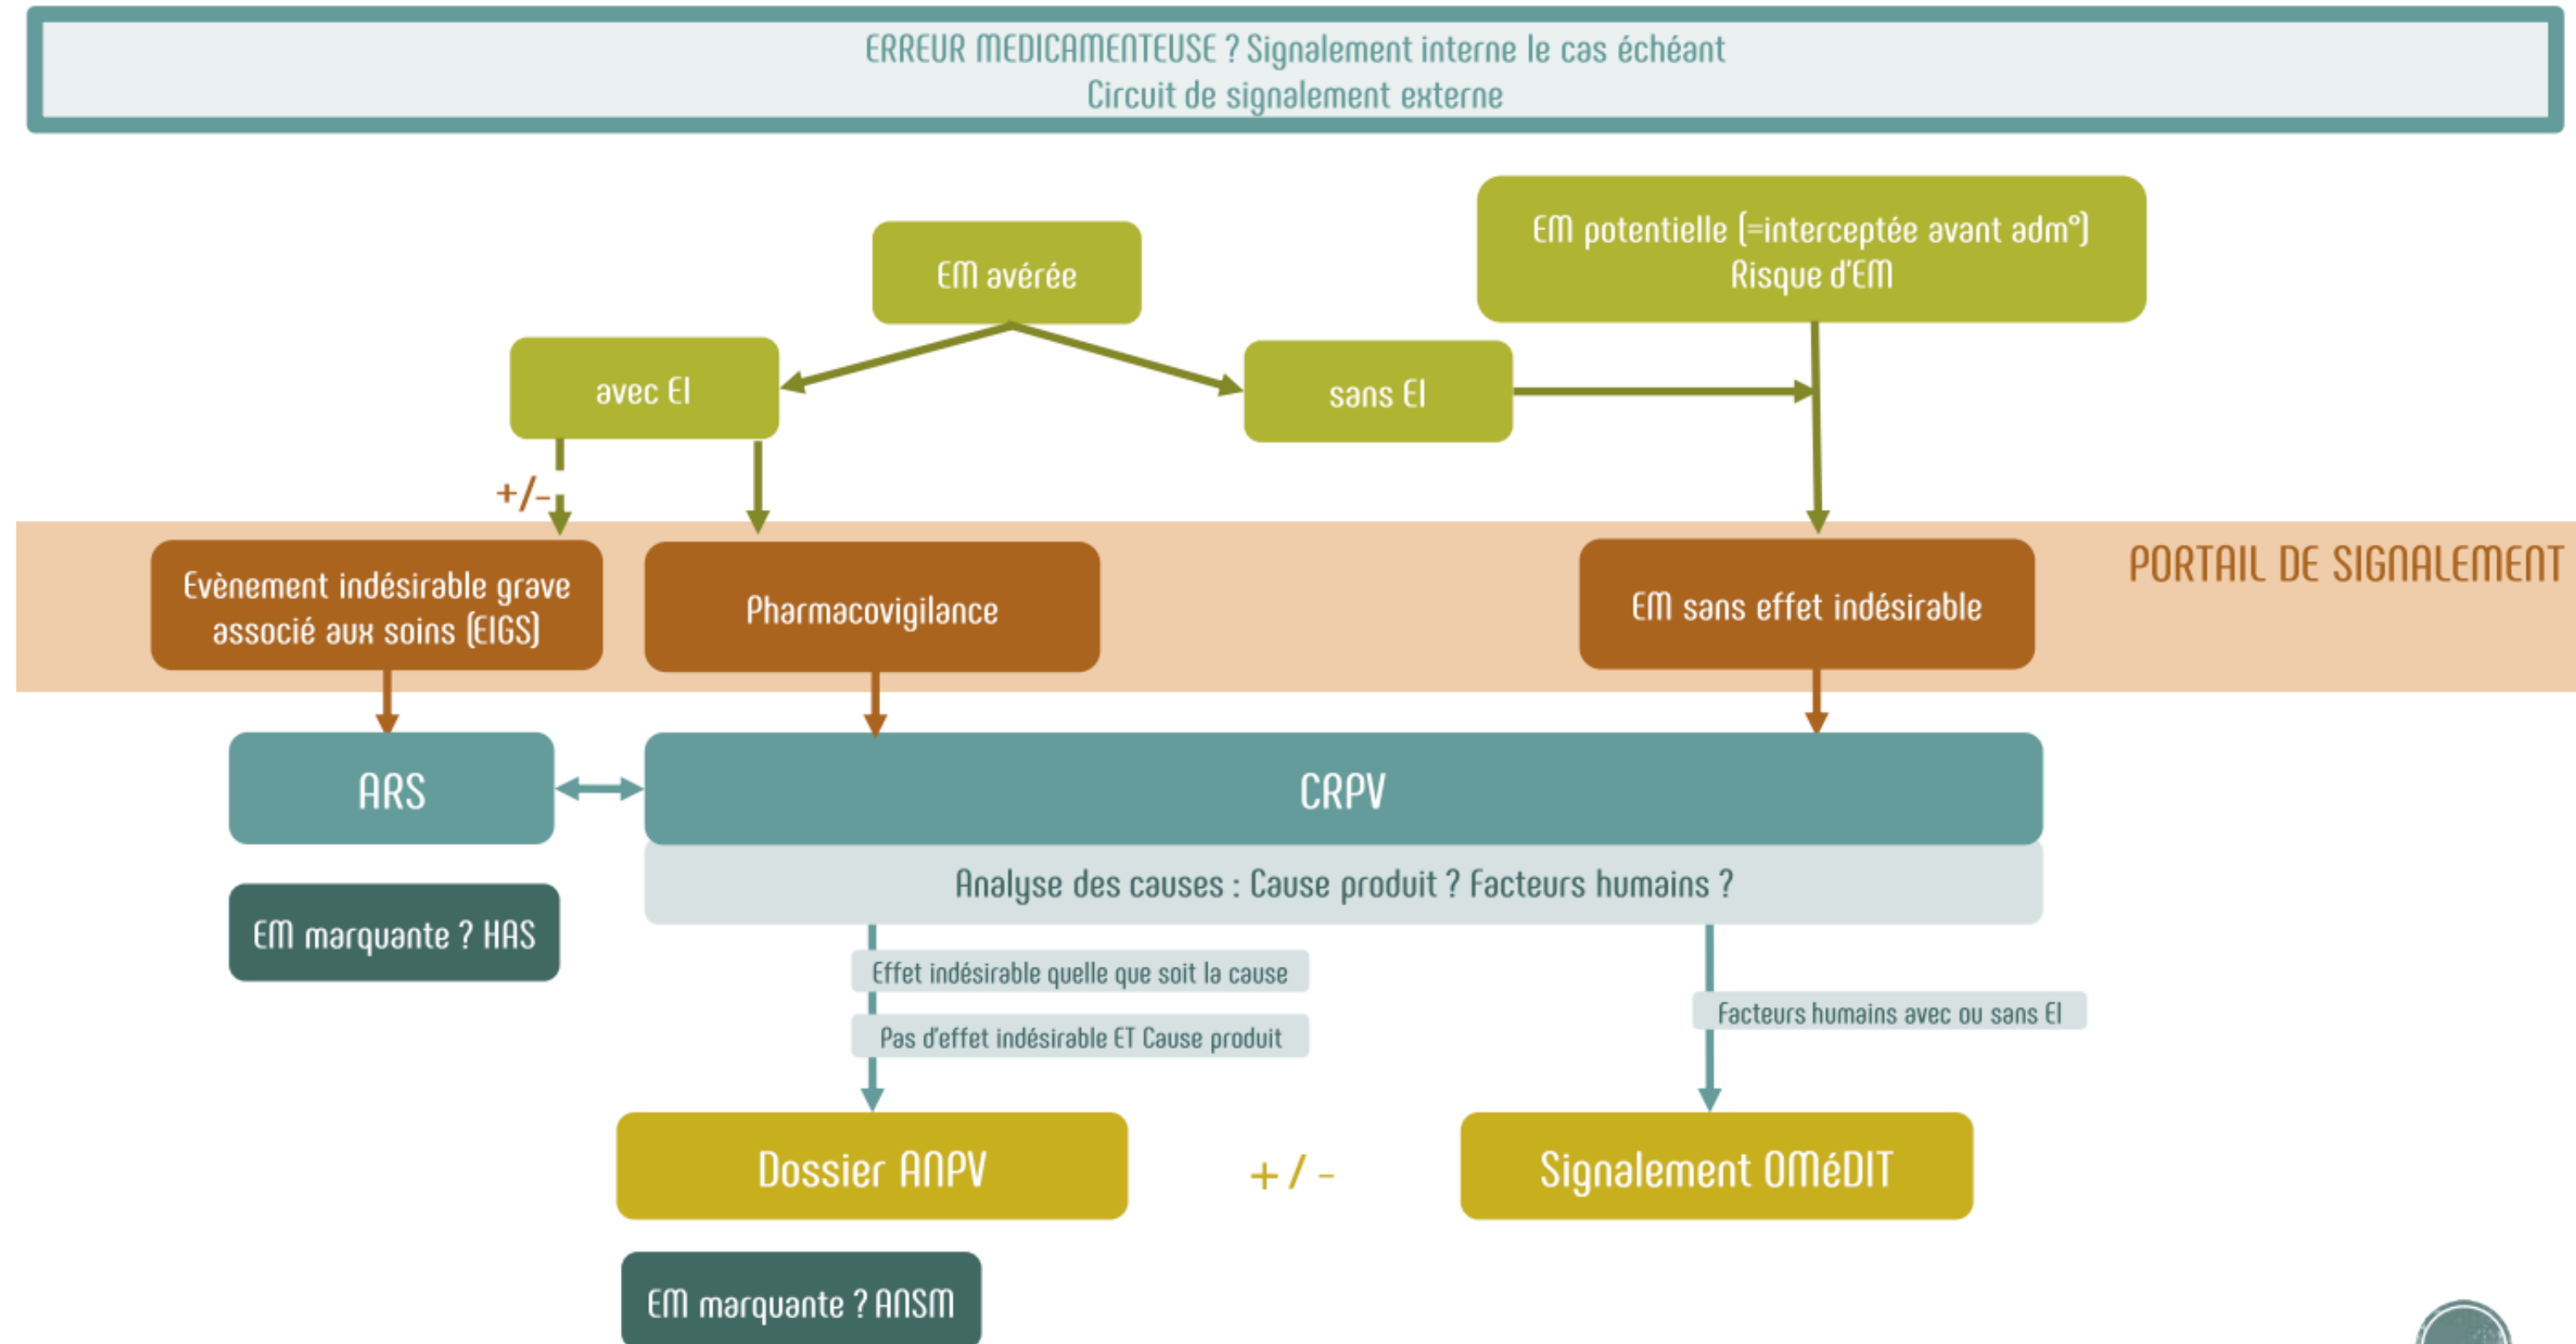 ERREUR MEDICAMENTEUSE ? Signalement interne le cas échéant
Circuit de signalement externe
EM potentielle (=interceptée avant adm°)
Risque d'EM
EM avérée
avec EI
sans EI
+/-
PORTAIL DE SIGNALEMENT
Evènement indésirable grave
associé aux soins (EIGS)
Pharmacovigilance
EM sans effet indésirable
ARS
CRPV
Analyse des causes : Cause produit ? Facteurs humains ?
EM marquante ? HAS
Effet indésirable quelle que soit la cause
Pas d'effet indésirable ET Cause produit
Facteurs humains avec ou sans EI
Dossier ANPV
+ / -
Signalement OMéDIT
EM marquante ? ANSM